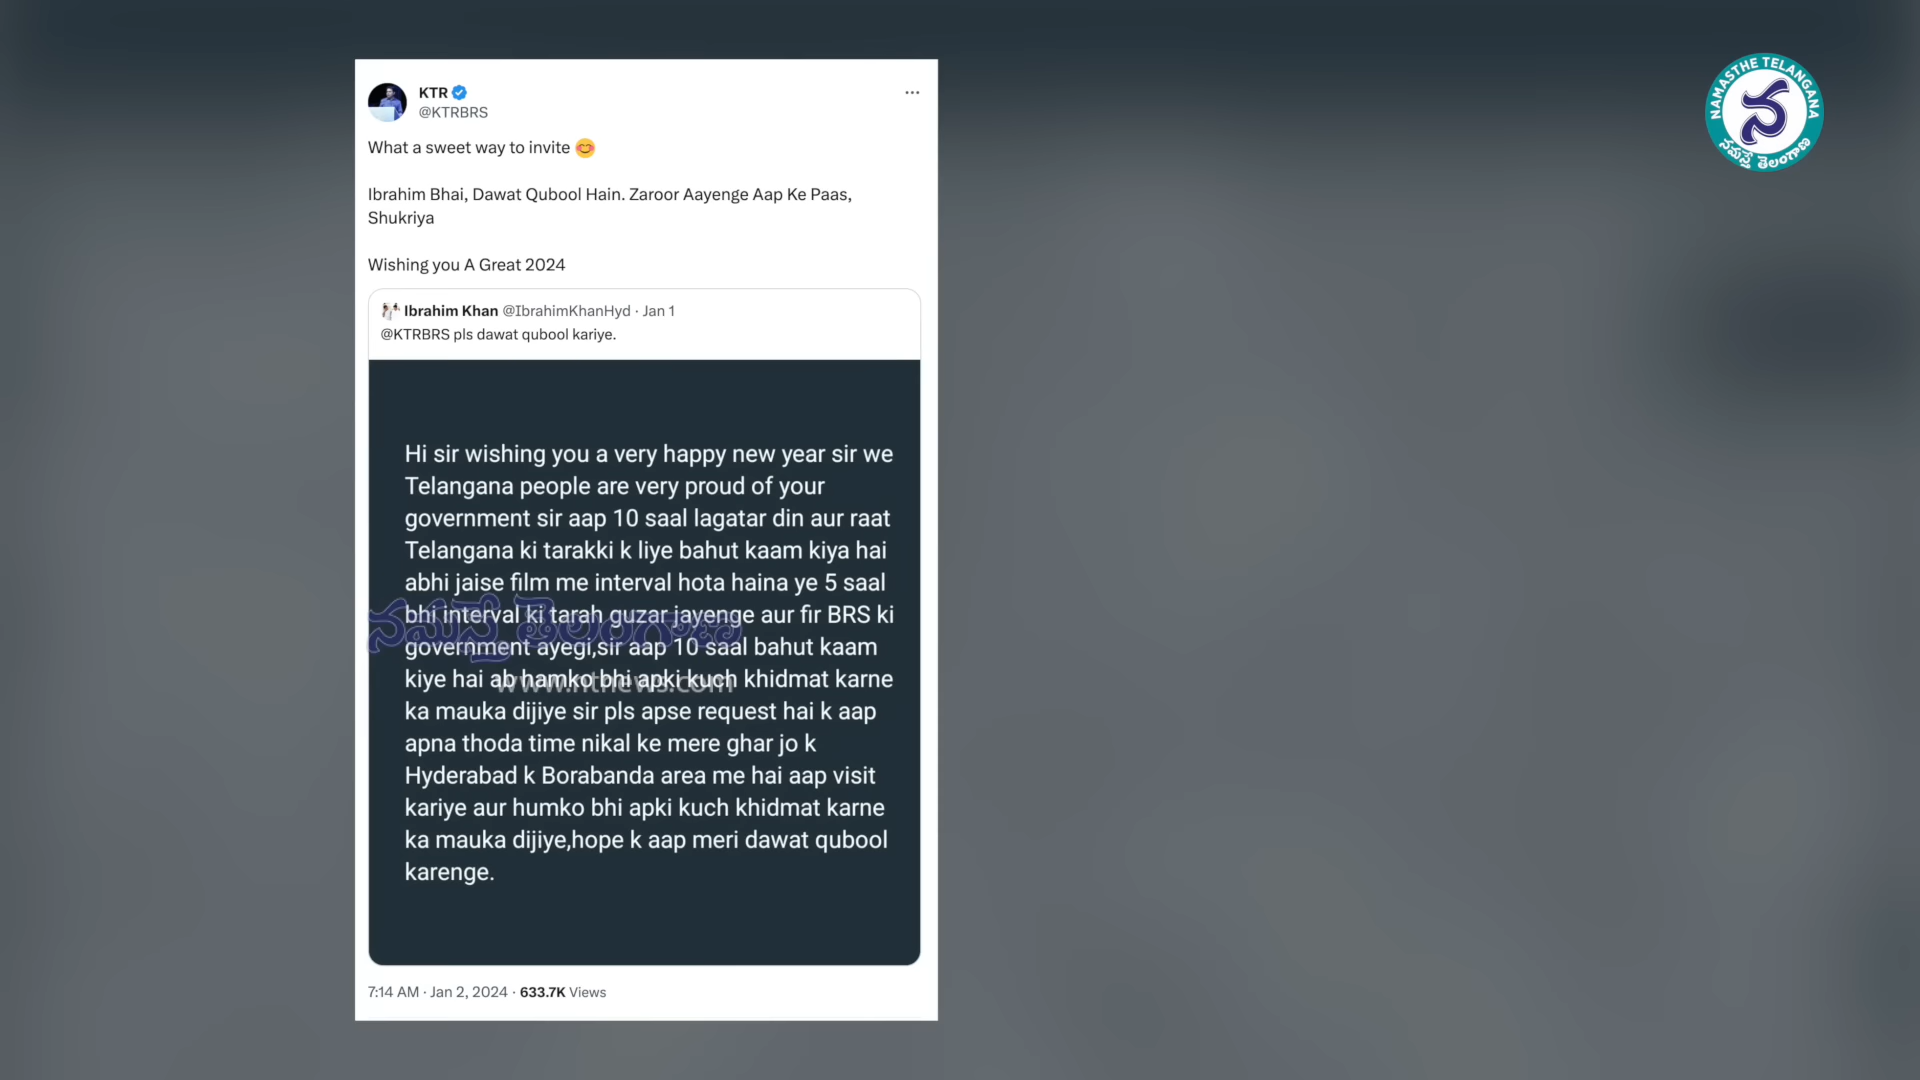 KTR
@KTRBRS
What a sweet way to invite 😊
Ibrahim Bhai, Dawat Qubool Hain. Zaroor Aayenge Aap Ke Paas,
Shukriya
Wishing you A Great 2024
Ibrahim Khan @IbrahimKhanHyd · Jan 1
@KTRBRS pls dawat qubool kariye.
Hi sir wishing you a very happy new year sir we
Telangana people are very proud of your
government sir aap 10 saal lagatar din aur raat
Telangana ki tarakki k liye bahut kaam kiya hai
abhi jaise film me interval hota haina ye 5 saal
bhi interval ki tarah guzar jayenge aur fir BRS ki
government ayegi,sir aap 10 saal bahut kaam
kiye hai ab hamko bhi apki kuch khidmat karne
ka mauka dijiye sir pls apse request hai k aap
apna thoda time nikal ke mere ghar jo k
Hyderabad k Borabanda area me hai aap visit
kariye aur humko bhi apki kuch khidmat karne
ka mauka dijiye,hope k aap meri dawat qubool
karenge.
నమస్తే తెలంగాణ
www.ntnews.com
7:14 AM · Jan 2, 2024 · 633.7K Views
NAMASTHE TELANGANA
న
నమస్తే తెలంగాణ